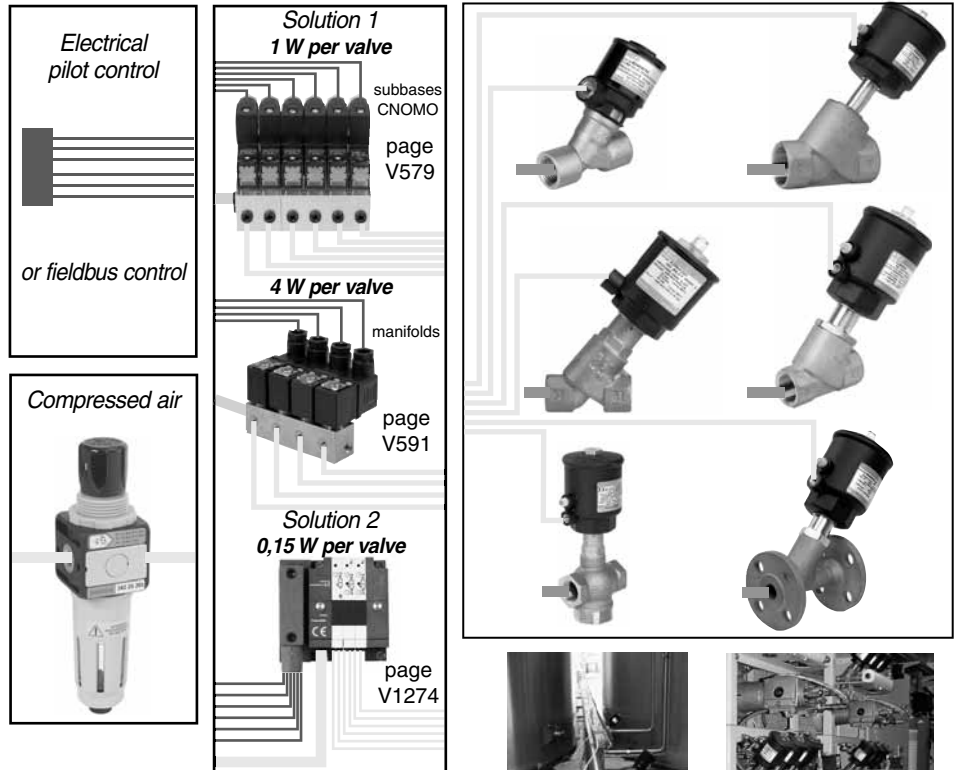 Electrical
pilot control
or fieldbus control
Compressed air
Solution 1
1 W per valve
subbases
CNOMO
page
V579
4 W per valve
manifolds
page
V591
Solution 2
0,15 W per valve
page
V1274